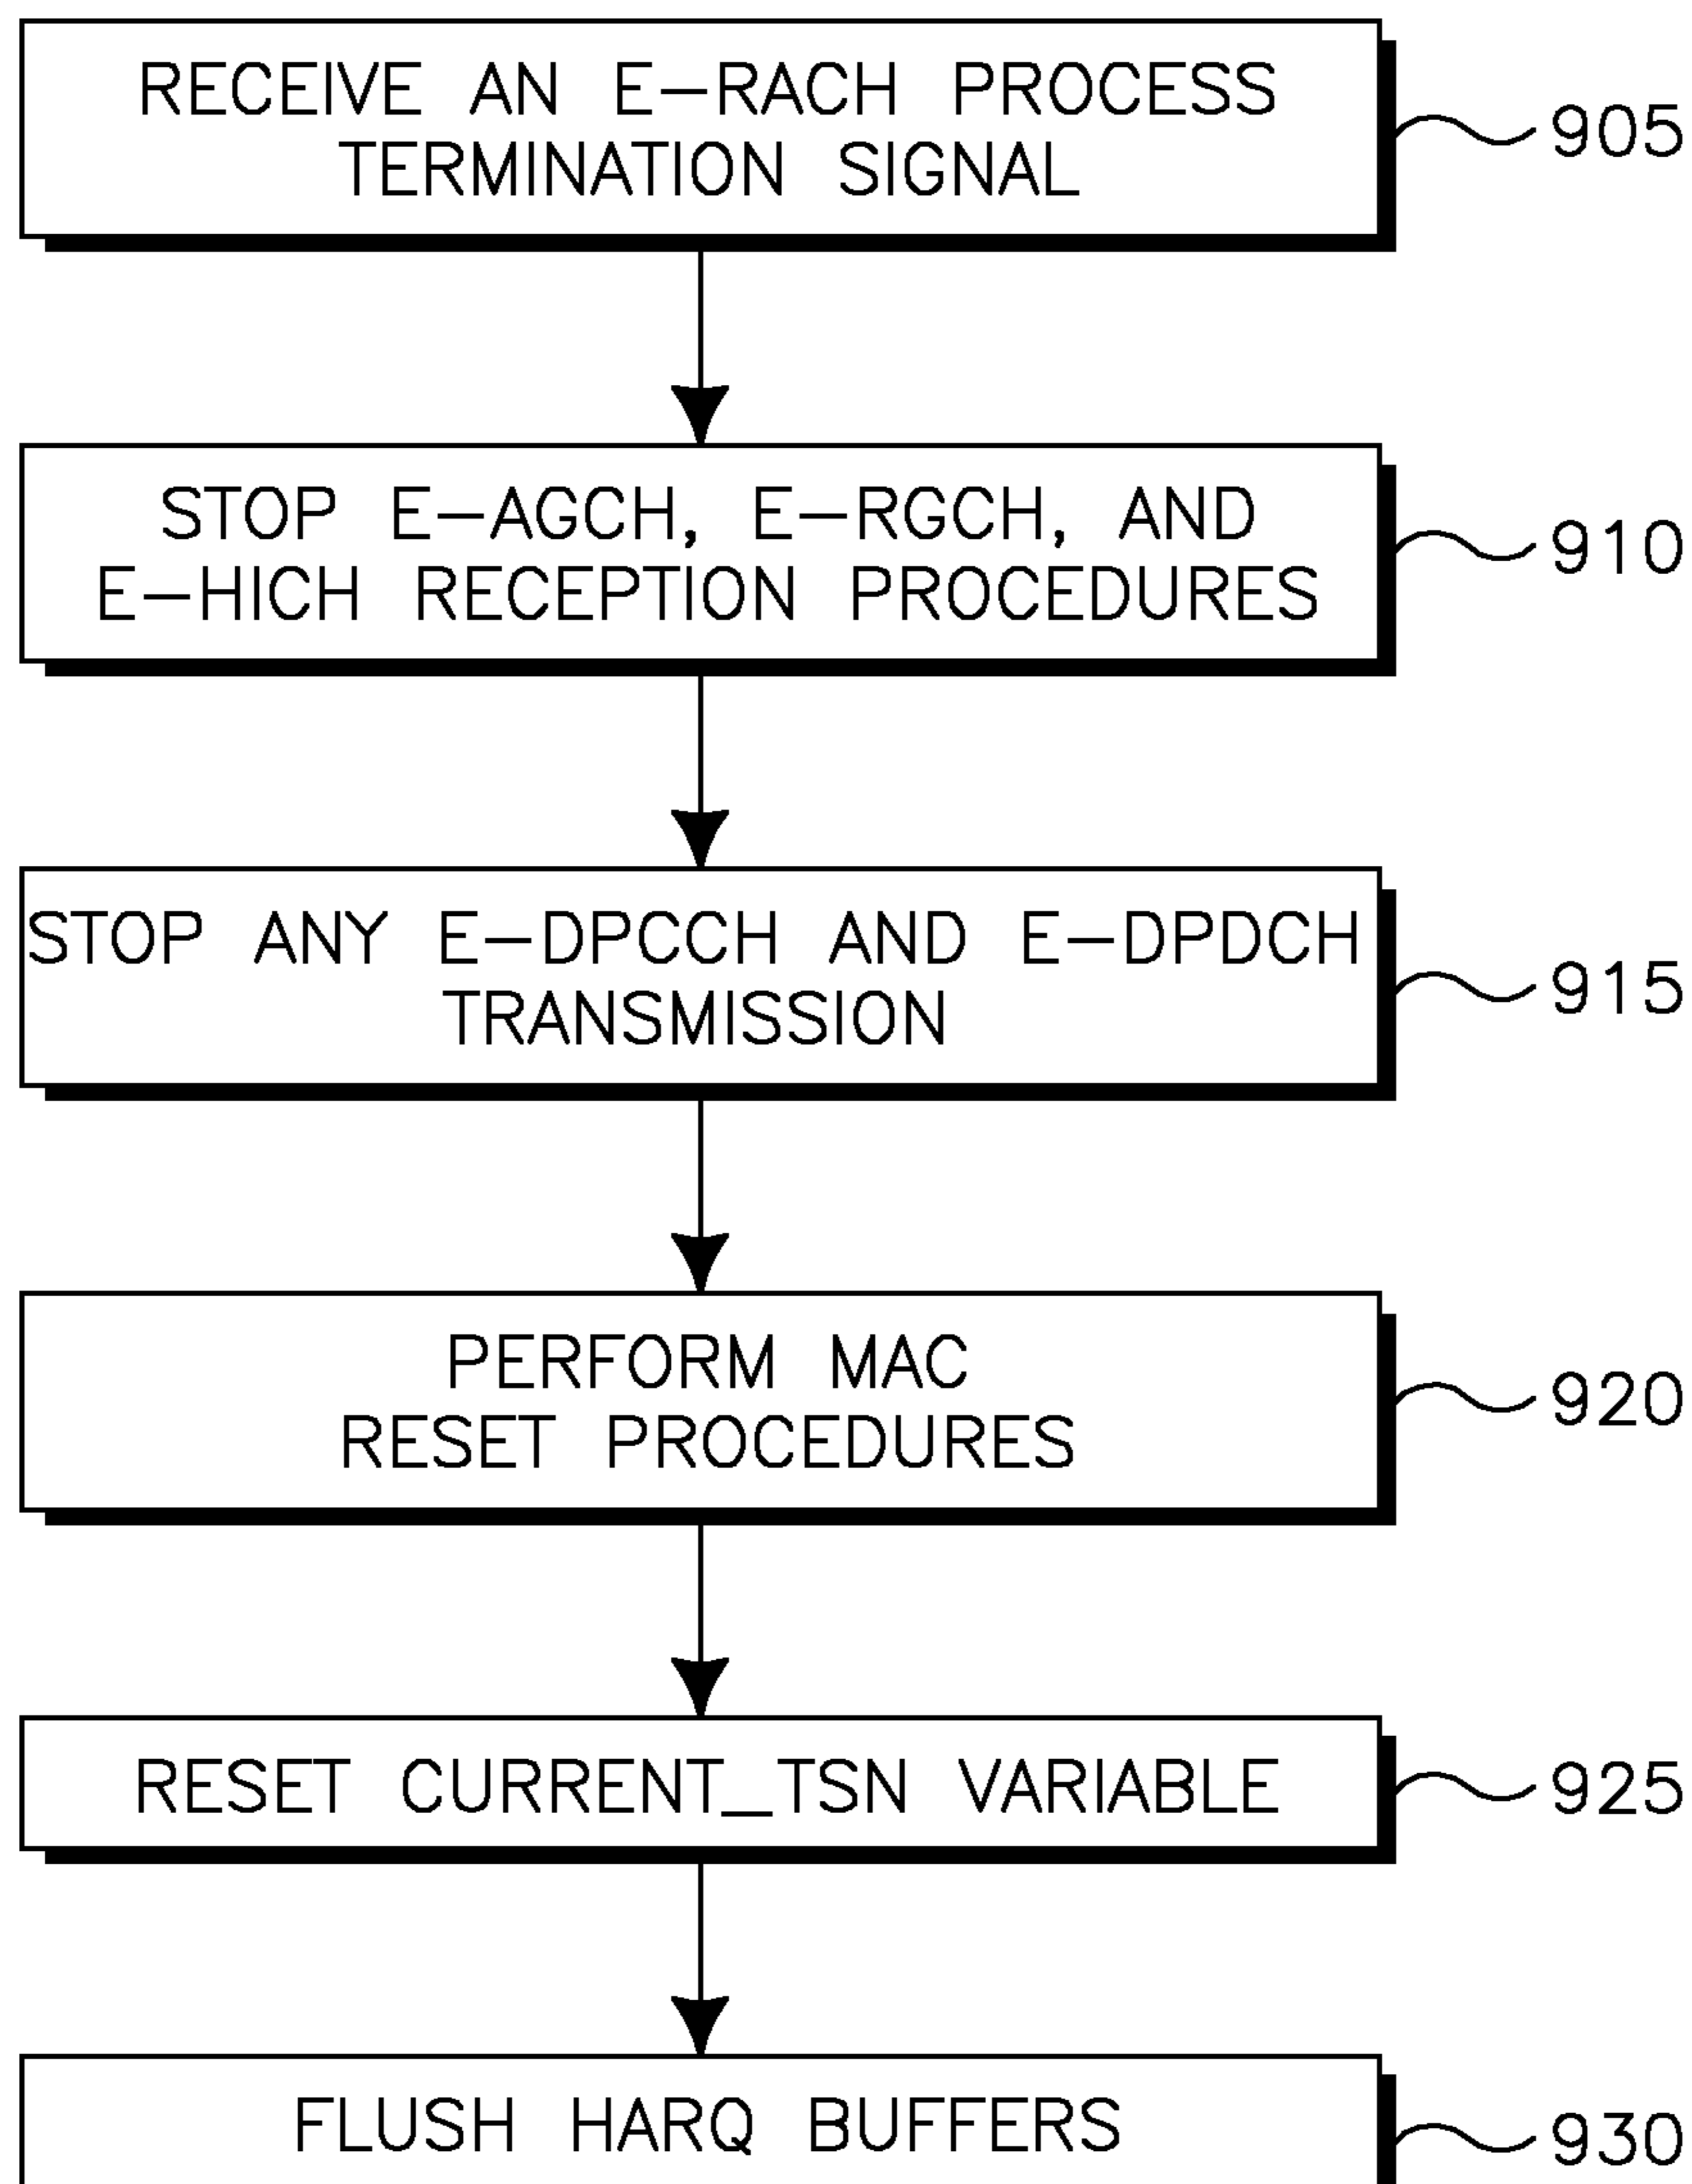 RECEIVE AN E-RACH PROCESS
TERMINATION SIGNAL
905
STOP E-AGCH, E-RGCH, AND
E-HICH RECEPTION PROCEDURES
910
STOP ANY E-DPCCH AND E-DPDCH
TRANSMISSION
915
PERFORM MAC
RESET PROCEDURES
920
RESET CURRENT_TSN VARIABLE
925
FLUSH HARQ BUFFERS
930